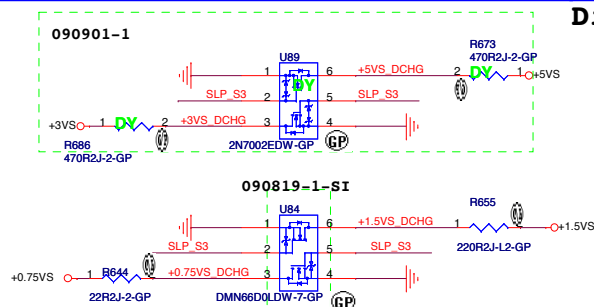 D
090901-1
U89
R673
470R2J-2-GP
1 6 +5VS_DCHG 2 DY 1 +5VS
DY
SLP_S3 2 5 SLP_S3
+3VS 1 DY 2 +3VS_DCHG 3 4
R686
470R2J-2-GP
2N7002EDW-GP GP
090819-1-SI
U84
R655
1 6 +1.5VS_DCHG 1 2 +1.5VS
SLP_S3 2 5 SLP_S3
220R2J-L2-GP
+0.75VS 1 R644 2 +0.75VS_DCHG 3 4
22R2J-2-GP
DMN66D0LDW-7-GP GP